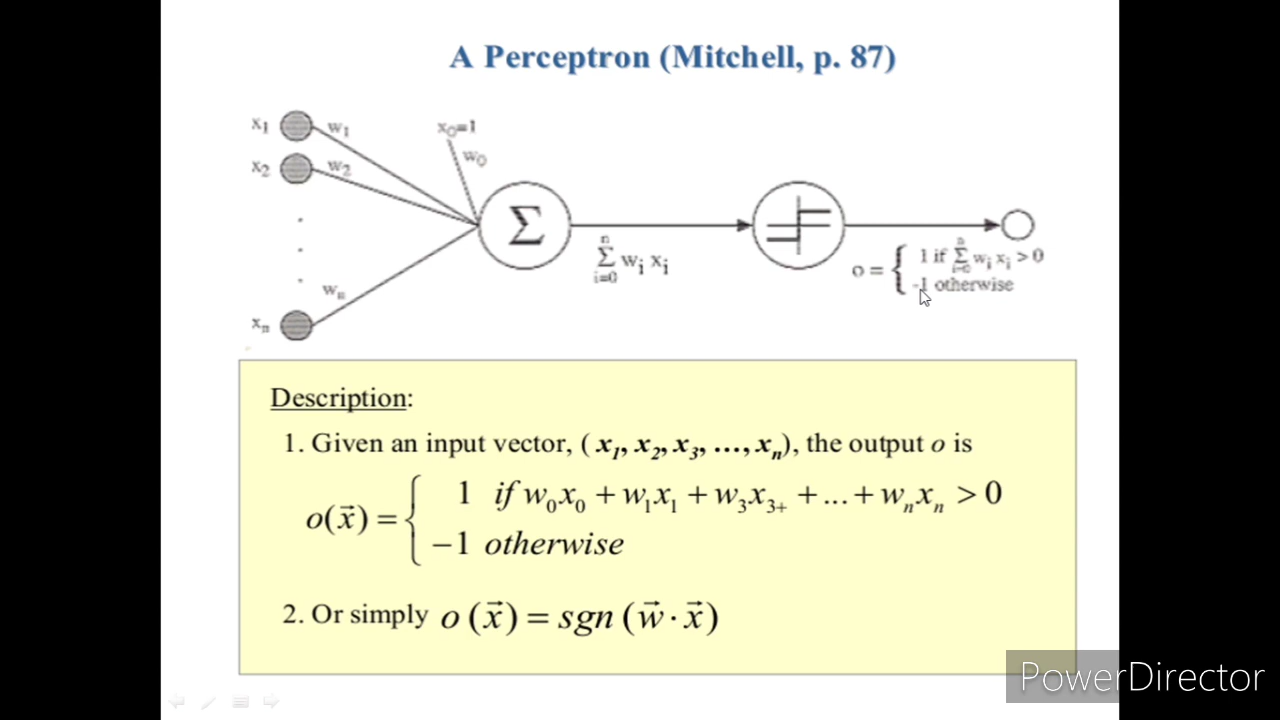 A Perceptron (Mitchell, p. 87)
x1 w1 x0=1
x2 w2 w0
Σ
n
Σ wi xi
i=0
o = { 1 if n Σ i=0 wi xi > 0
-1 otherwise
wn
xn
Description:
1. Given an input vector, ( x1, x2, x3, ..., xn), the output o is
o(x⃗) = { 1 if w0x0 + w1x1 + w3x3+ + ... + wnxn > 0
−1 otherwise
2. Or simply o (x⃗) = sgn (w⃗ · x⃗)
PowerDirector